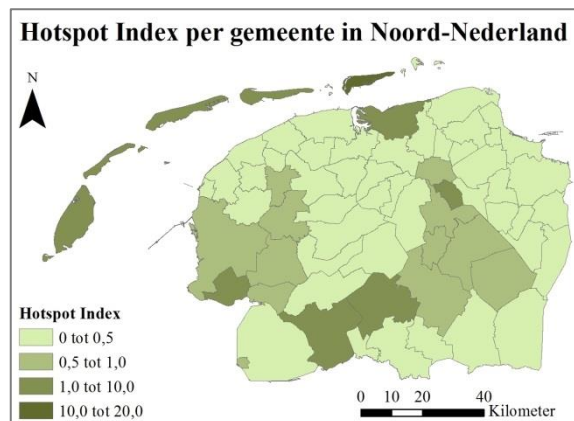 Hotspot Index per gemeente in Noord-Nederland
N
Hotspot Index
0 tot 0,5
0,5 tot 1,0
1,0 tot 10,0
10,0 tot 20,0
0 10 20 40
Kilometer